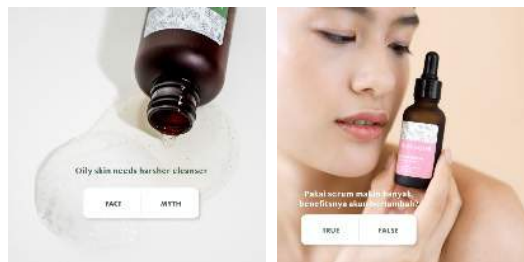 Oily skin needs harsher cleanser
FACT
MYTH
Pakai serum makin banyak,
benefitsnya akan bertambah?
TRUE
FALSE